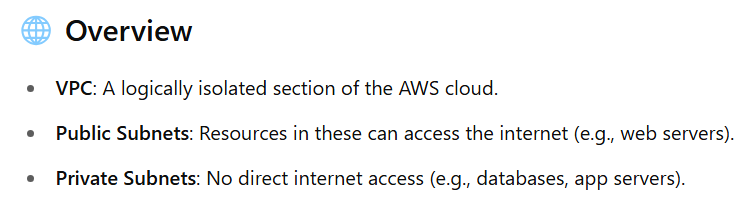 Overview
VPC: A logically isolated section of the AWS cloud.
Public Subnets: Resources in these can access the internet (e.g., web servers).
Private Subnets: No direct internet access (e.g., databases, app servers).